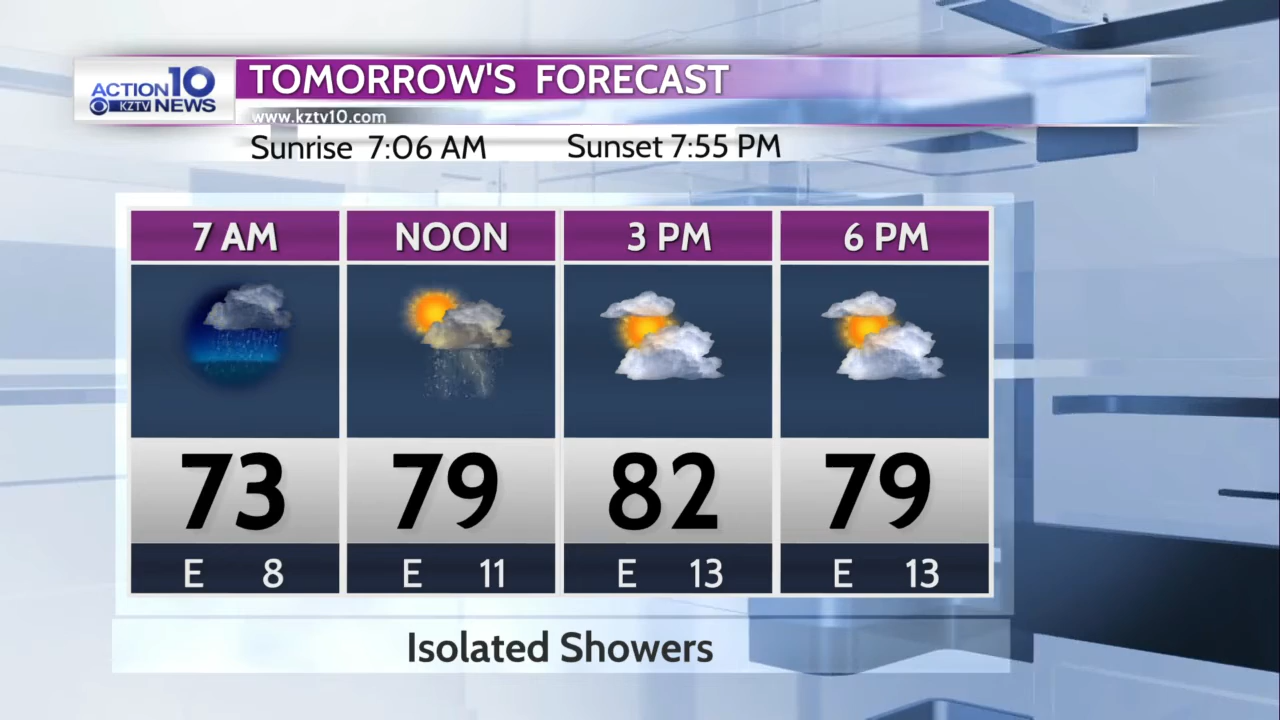 ACTION 10
KZTV NEWS
TOMORROW'S FORECAST
www.kztv10.com
Sunrise 7:06 AM Sunset 7:55 PM
7 AM NOON 3 PM 6 PM
73 79 82 79
E 8 E 11 E 13 E 13
Isolated Showers